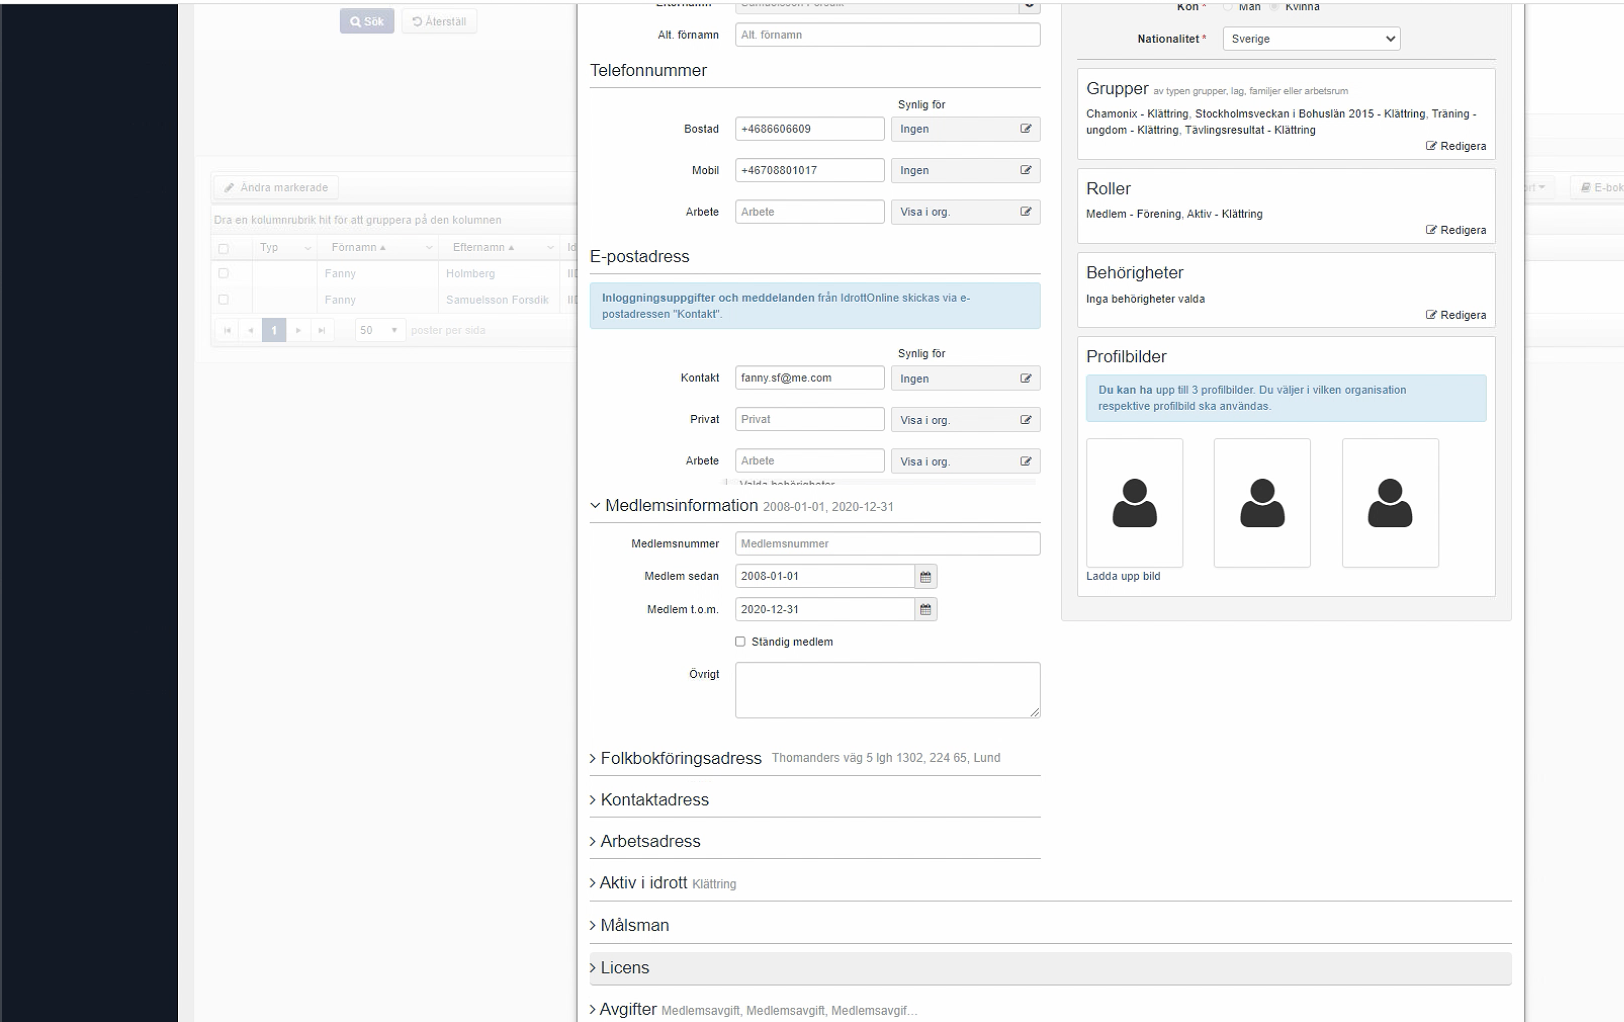 Sök
Återställ
Ändra markerade
Dra en kolumnrubrik hit för att gruppera på den kolumnen
Typ Förnamn Efternamn
Fanny Holmberg
Fanny Samuelsson Forsdik
1 50 poster per sida
Efternamn
Alt. förnamn Alt. förnamn
Telefonnummer
Synlig för
Bostad +4686606609 Ingen
Mobil +46708801017 Ingen
Arbete Arbete Visa i org.
E-postadress
Inloggningsuppgifter och meddelanden från IdrottOnline skickas via e-
postadressen "Kontakt".
Synlig för
Kontakt fanny.sf@me.com Ingen
Privat Privat Visa i org.
Arbete Arbete Visa i org.
Valda behörigheter
Medlemsinformation 2008-01-01, 2020-12-31
Medlemsnummer Medlemsnummer
Medlem sedan 2008-01-01
Medlem t.o.m. 2020-12-31
Ständig medlem
Övrigt
Folkbokföringsadress Thomanders väg 5 lgh 1302, 224 65, Lund
Kontaktadress
Arbetsadress
Aktiv i idrott Klättring
Målsman
Licens
Avgifter Medlemsavgift, Medlemsavgift, Medlemsavgif...
Kön * Man Kvinna
Nationalitet * Sverige
Grupper av typen grupper, lag, familjer eller arbetsrum
Chamonix - Klättring, Stockholmsveckan i Bohuslän 2015 - Klättring, Träning -
ungdom - Klättring, Tävlingsresultat - Klättring
Redigera
Roller
Medlem - Förening, Aktiv - Klättring
Redigera
Behörigheter
Inga behörigheter valda
Redigera
Profilbilder
Du kan ha upp till 3 profilbilder. Du väljer i vilken organisation
respektive profilbild ska användas.
Ladda upp bild
E-bok